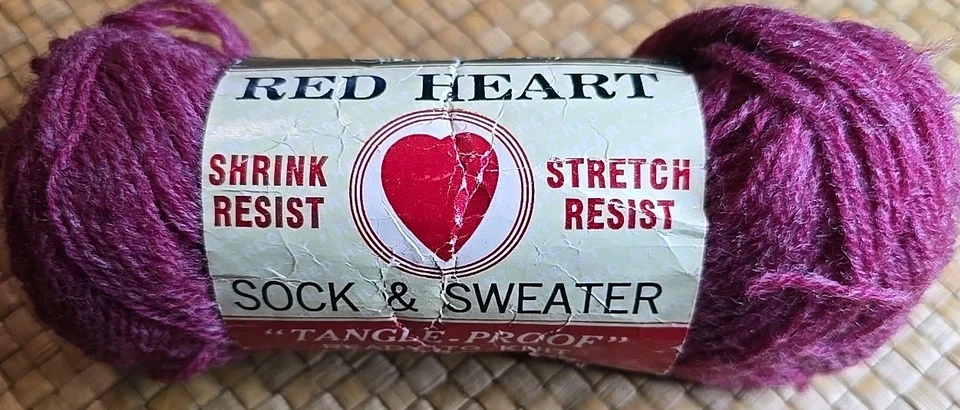 RED HEART
SHRINK RESIST
STRETCH RESIST
SOCK & SWEATER
"TANGLE-PROOF"